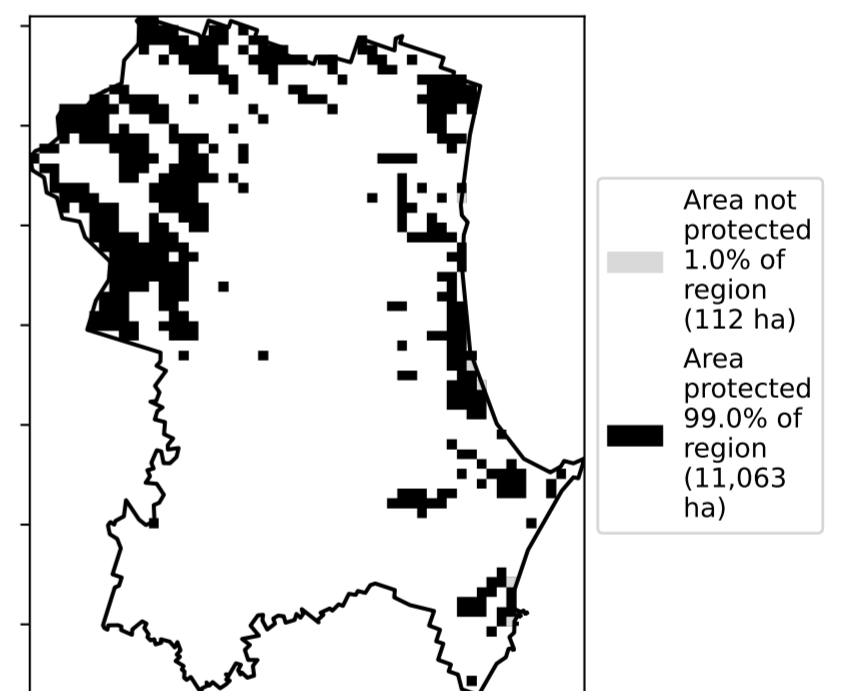 Area not
protected
1.0% of
region
(112 ha)
Area
protected
99.0% of
region
(11,063
ha)